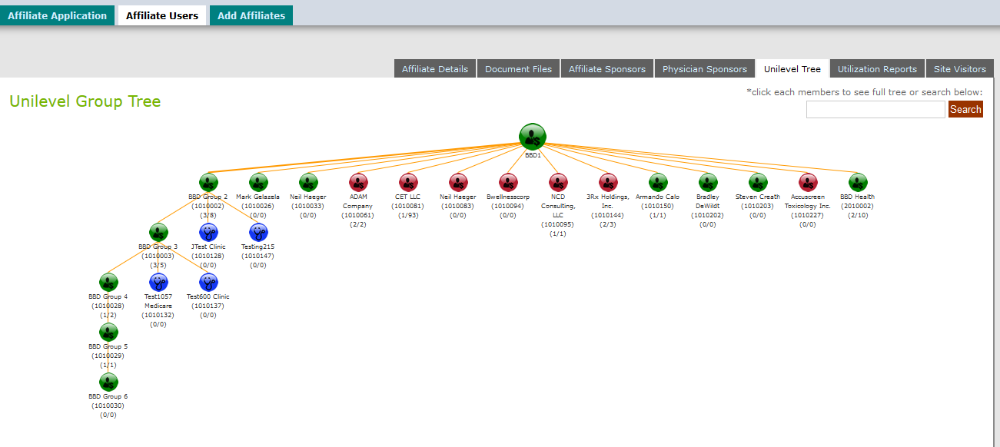 Affiliate Application
Affiliate Users
Add Affiliates
Affiliate Details
Document Files
Affiliate Sponsors
Physician Sponsors
Unilevel Tree
Utilization Reports
Site Visitors
Unilevel Group Tree
*click each members to see full tree or search below:
Search
BBD1
BBD Group 2
(1010002)
(3/8)
Mark Gelazela
(1010026)
(0/0)
Neil Haeger
(1010033)
(0/0)
ADAM
Company
(1010061)
(2/2)
CET LLC
(1010081)
(1/93)
Neil Haeger
(1010083)
(0/0)
Bwellnesscorp
(1010094)
(0/0)
NCD
Consulting,
LLC
(1010095)
(1/1)
3Rx Holdings,
Inc.
(1010144)
(2/3)
Armando Calo
(1010150)
(1/1)
Bradley
DeWildt
(1010202)
(0/0)
Steven Creath
(1010203)
(0/0)
Accuscreen
Toxicology Inc.
(1010227)
(0/0)
BBD Health
(2010002)
(2/10)
BBD Group 3
(1010003)
(3/5)
JTest Clinic
(1010128)
(0/0)
Testing215
(1010147)
(0/0)
BBD Group 4
(1010028)
(1/2)
Test1057
Medicare
(1010132)
(0/0)
Test600 Clinic
(1010137)
(0/0)
BBD Group 5
(1010029)
(1/1)
BBD Group 6
(1010030)
(0/0)